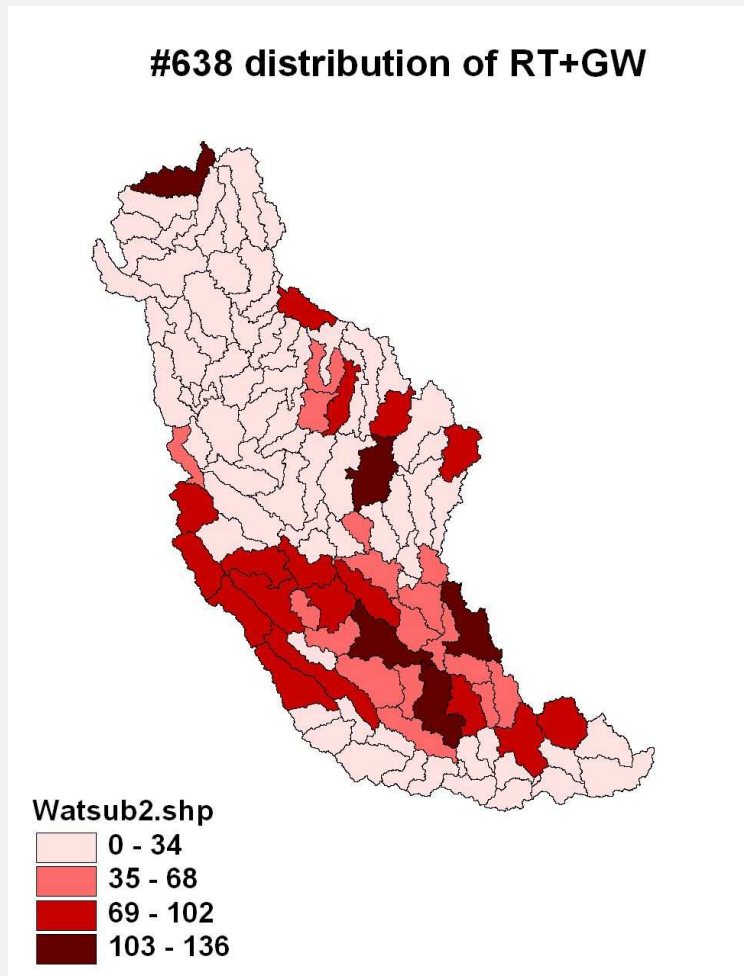 #638 distribution of RT+GW
Watsub2.shp
0 - 34
35 - 68
69 - 102
103 - 136